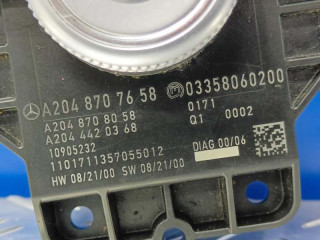 A204 870 76 58 03358060200
A204 870 80 58 0171
A204 442 03 68 Q1 0002
10905232
1101711357055012
DIAG 00/06
HW 08/21/00 SW 08/21/00